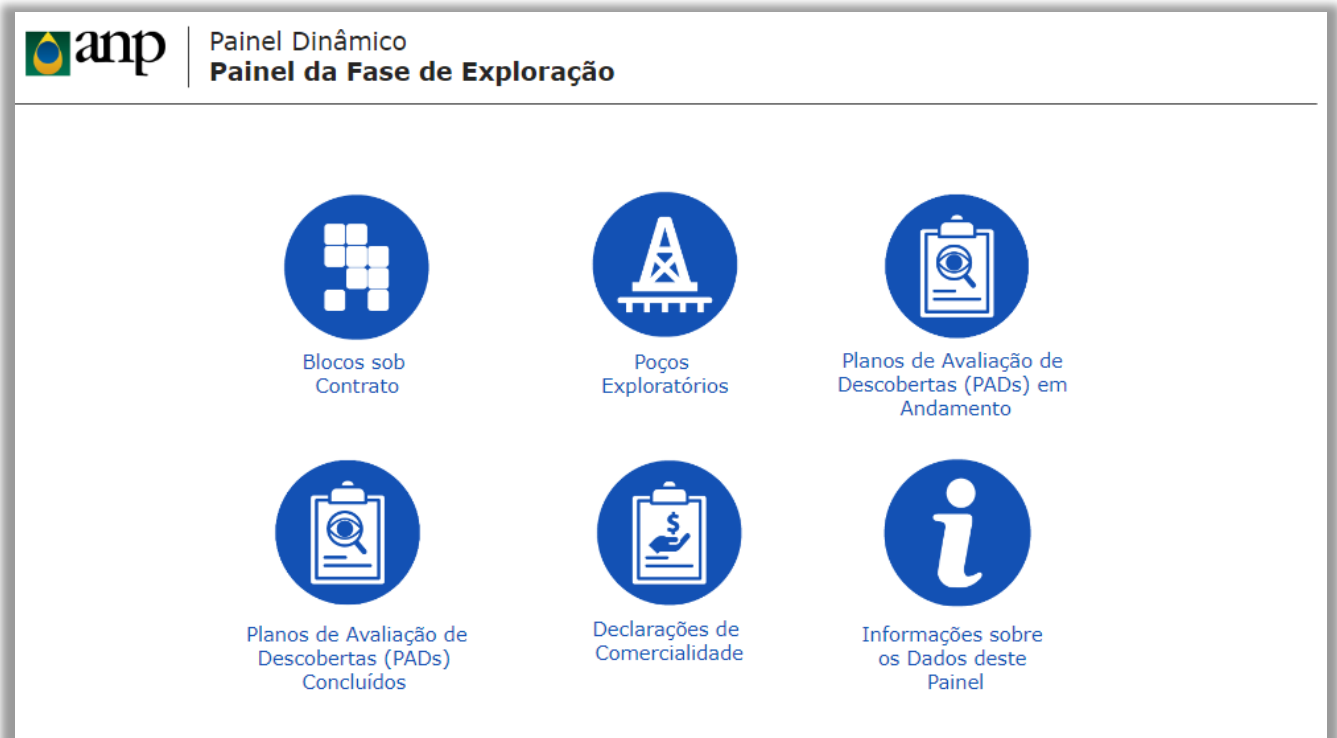 anp
Painel Dinâmico
Painel da Fase de Exploração
Blocos sob
Contrato
Poços
Exploratórios
Planos de Avaliação de
Descobertas (PADs) em
Andamento
Planos de Avaliação de
Descobertas (PADs)
Concluídos
$
Declarações de
Comercialidade
i
Informações sobre
os Dados deste
Painel